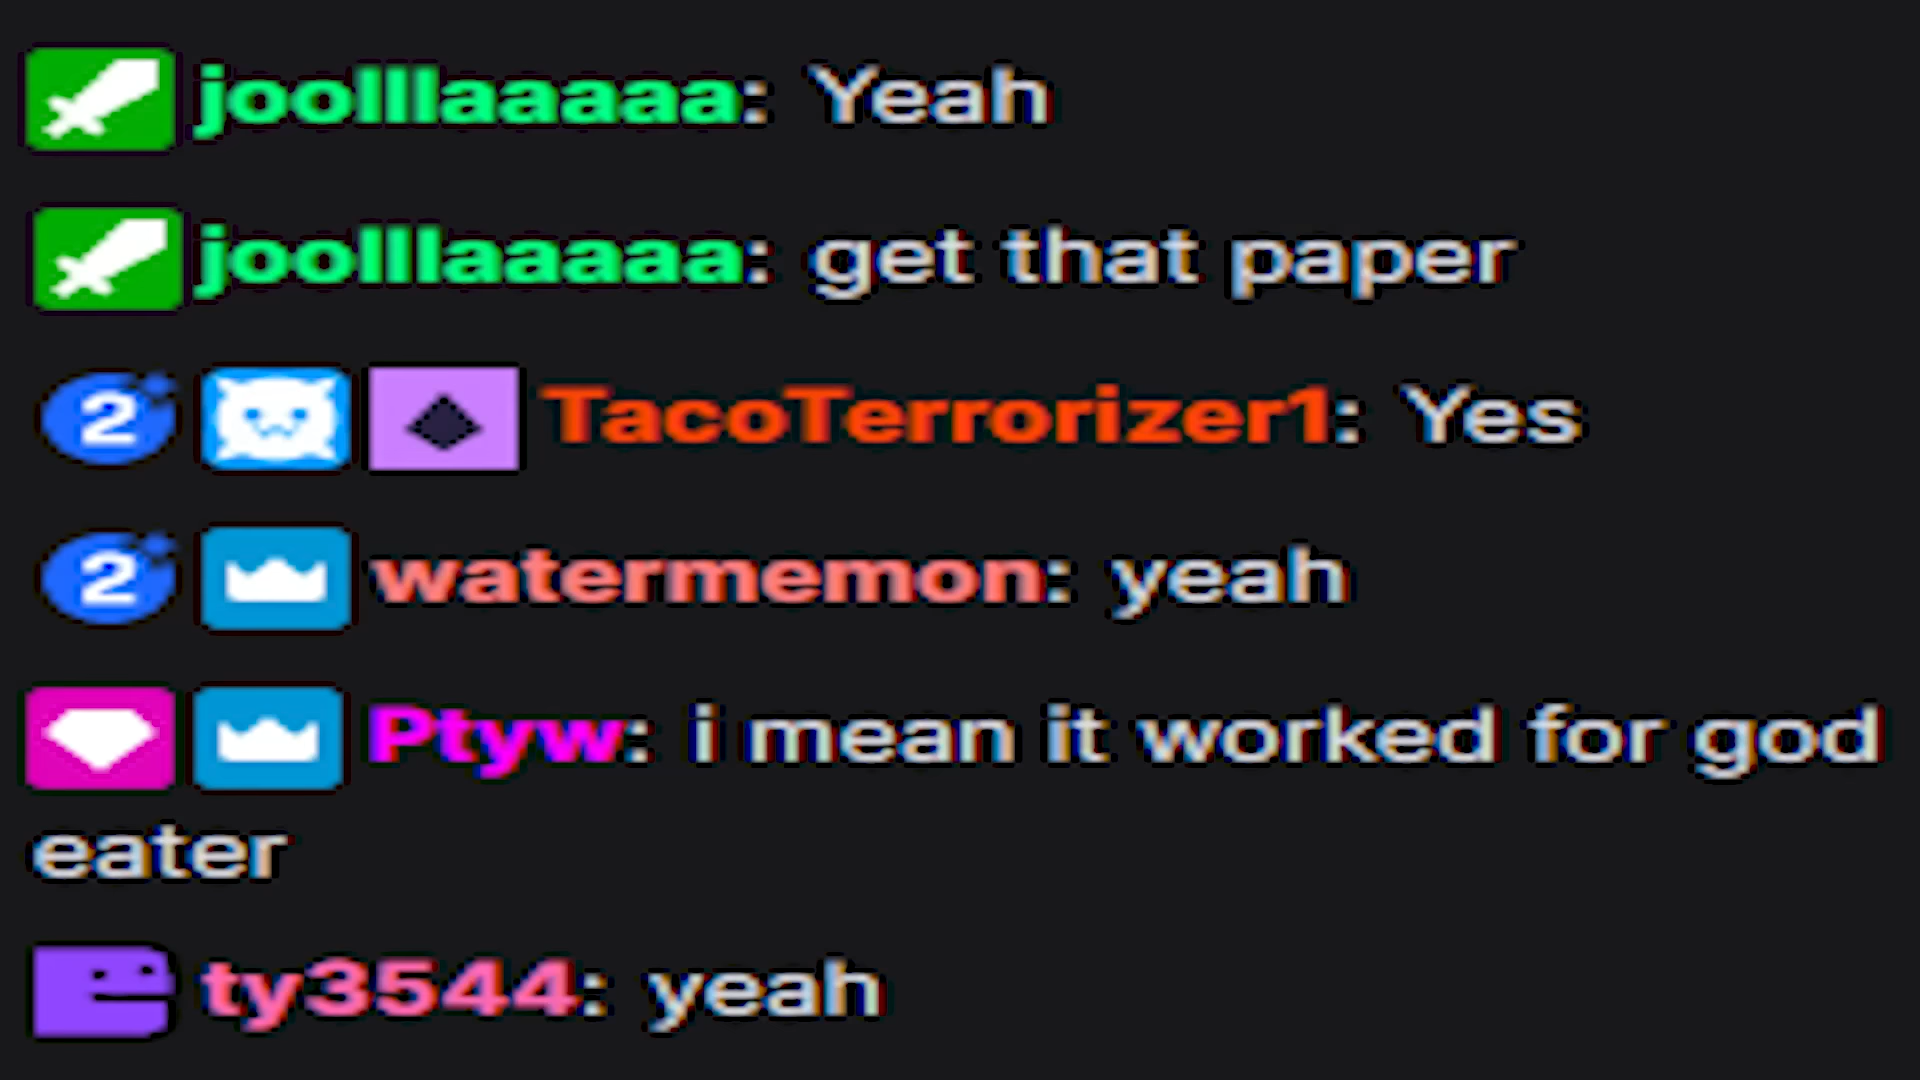 joolllaaaaa: Yeah
joolllaaaaa: get that paper
2 TacoTerrorizer1: Yes
2 watermemon: yeah
Ptyw: i mean it worked for god
eater
ty3544: yeah